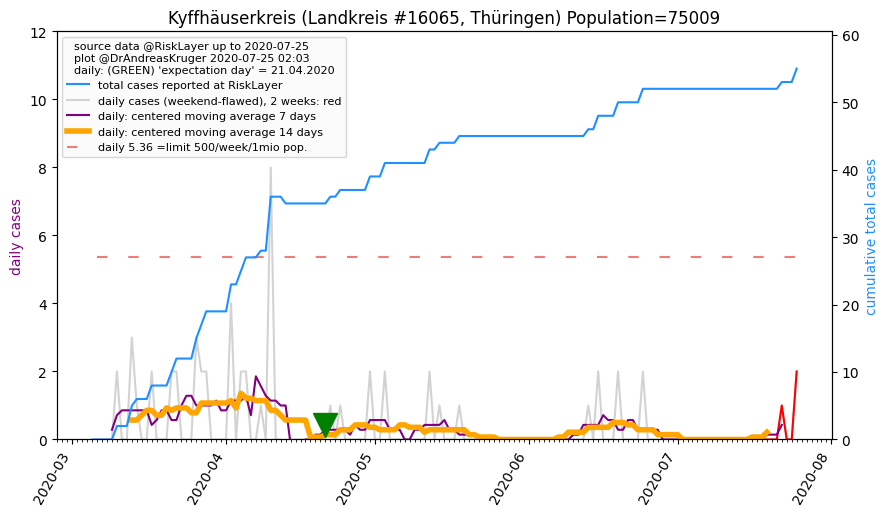 Kyffhäuserkreis (Landkreis #16065, Thüringen) Population=75009
source data @RiskLayer up to 2020-07-25
plot @DrAndreasKruger 2020-07-25 02:03
daily: (GREEN) 'expectation day' = 21.04.2020
total cases reported at RiskLayer
daily cases (weekend-flawed), 2 weeks: red
daily: centered moving average 7 days
daily: centered moving average 14 days
daily 5.36 =limit 500/week/1mio pop.
daily cases
12
10
8
6
4
2
0
cumulative total cases
60
50
40
30
20
10
0
2020-03
2020-04
2020-05
2020-06
2020-07
2020-08